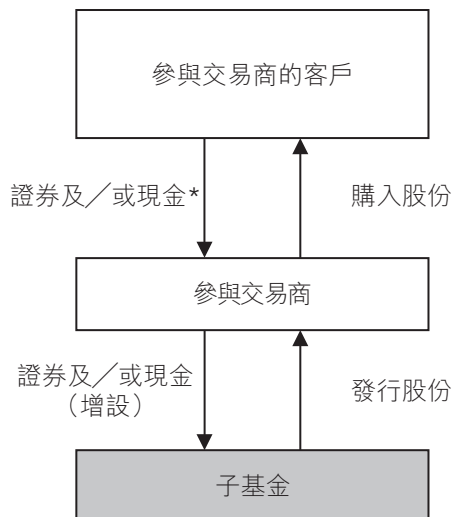 參與交易商的客戶
證券及／或現金*
購入股份
參與交易商
證券及／或現金
（增設）
發行股份
子基金